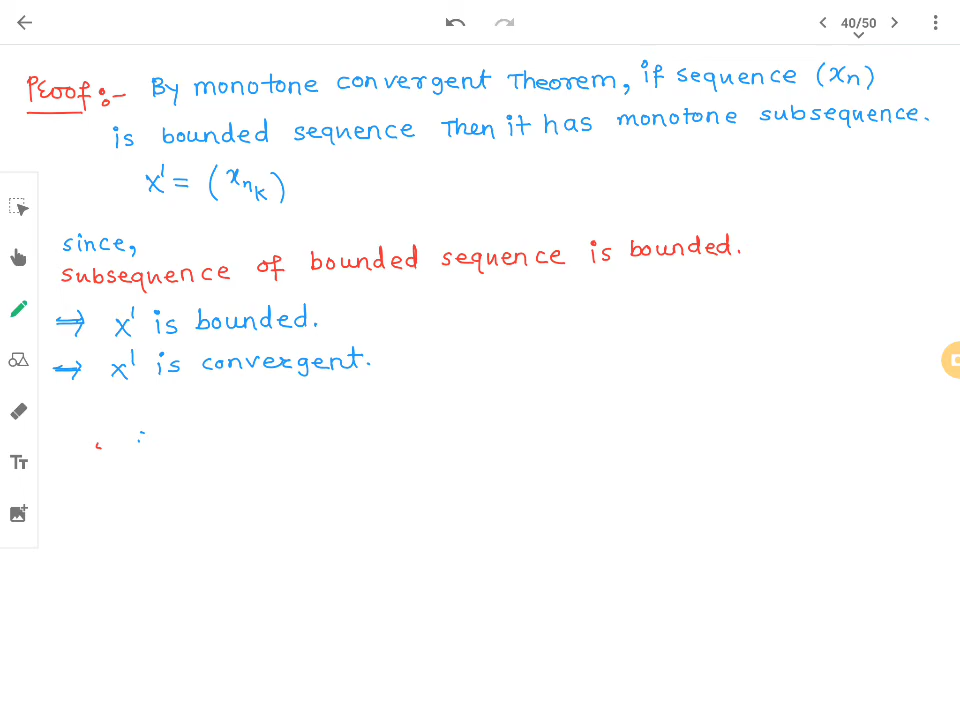 40/50
Proof:-
By monotone convergent Theorem, if sequence (xn)
is bounded sequence Then it has monotone subsequence.
x' = (xnk)
since,
subsequence of bounded sequence is bounded.
⇒ x' is bounded.
⇒ x' is convergent.
TT